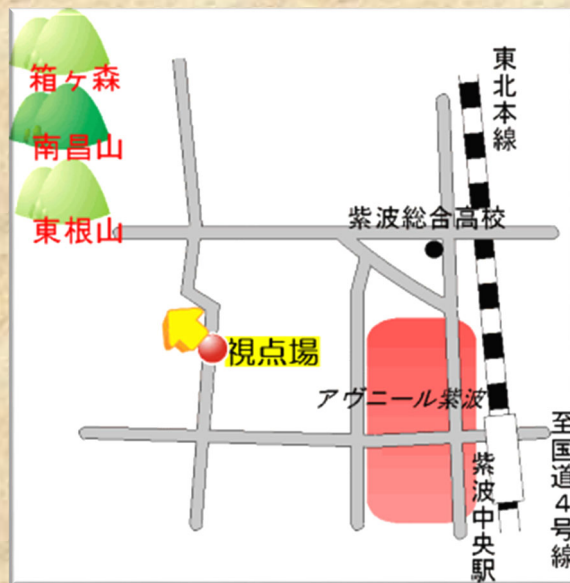 箱ヶ森
南昌山
東根山
東北本線
紫波総合高校
視点場
アヴニール紫波
紫波中央駅
至国道4号線